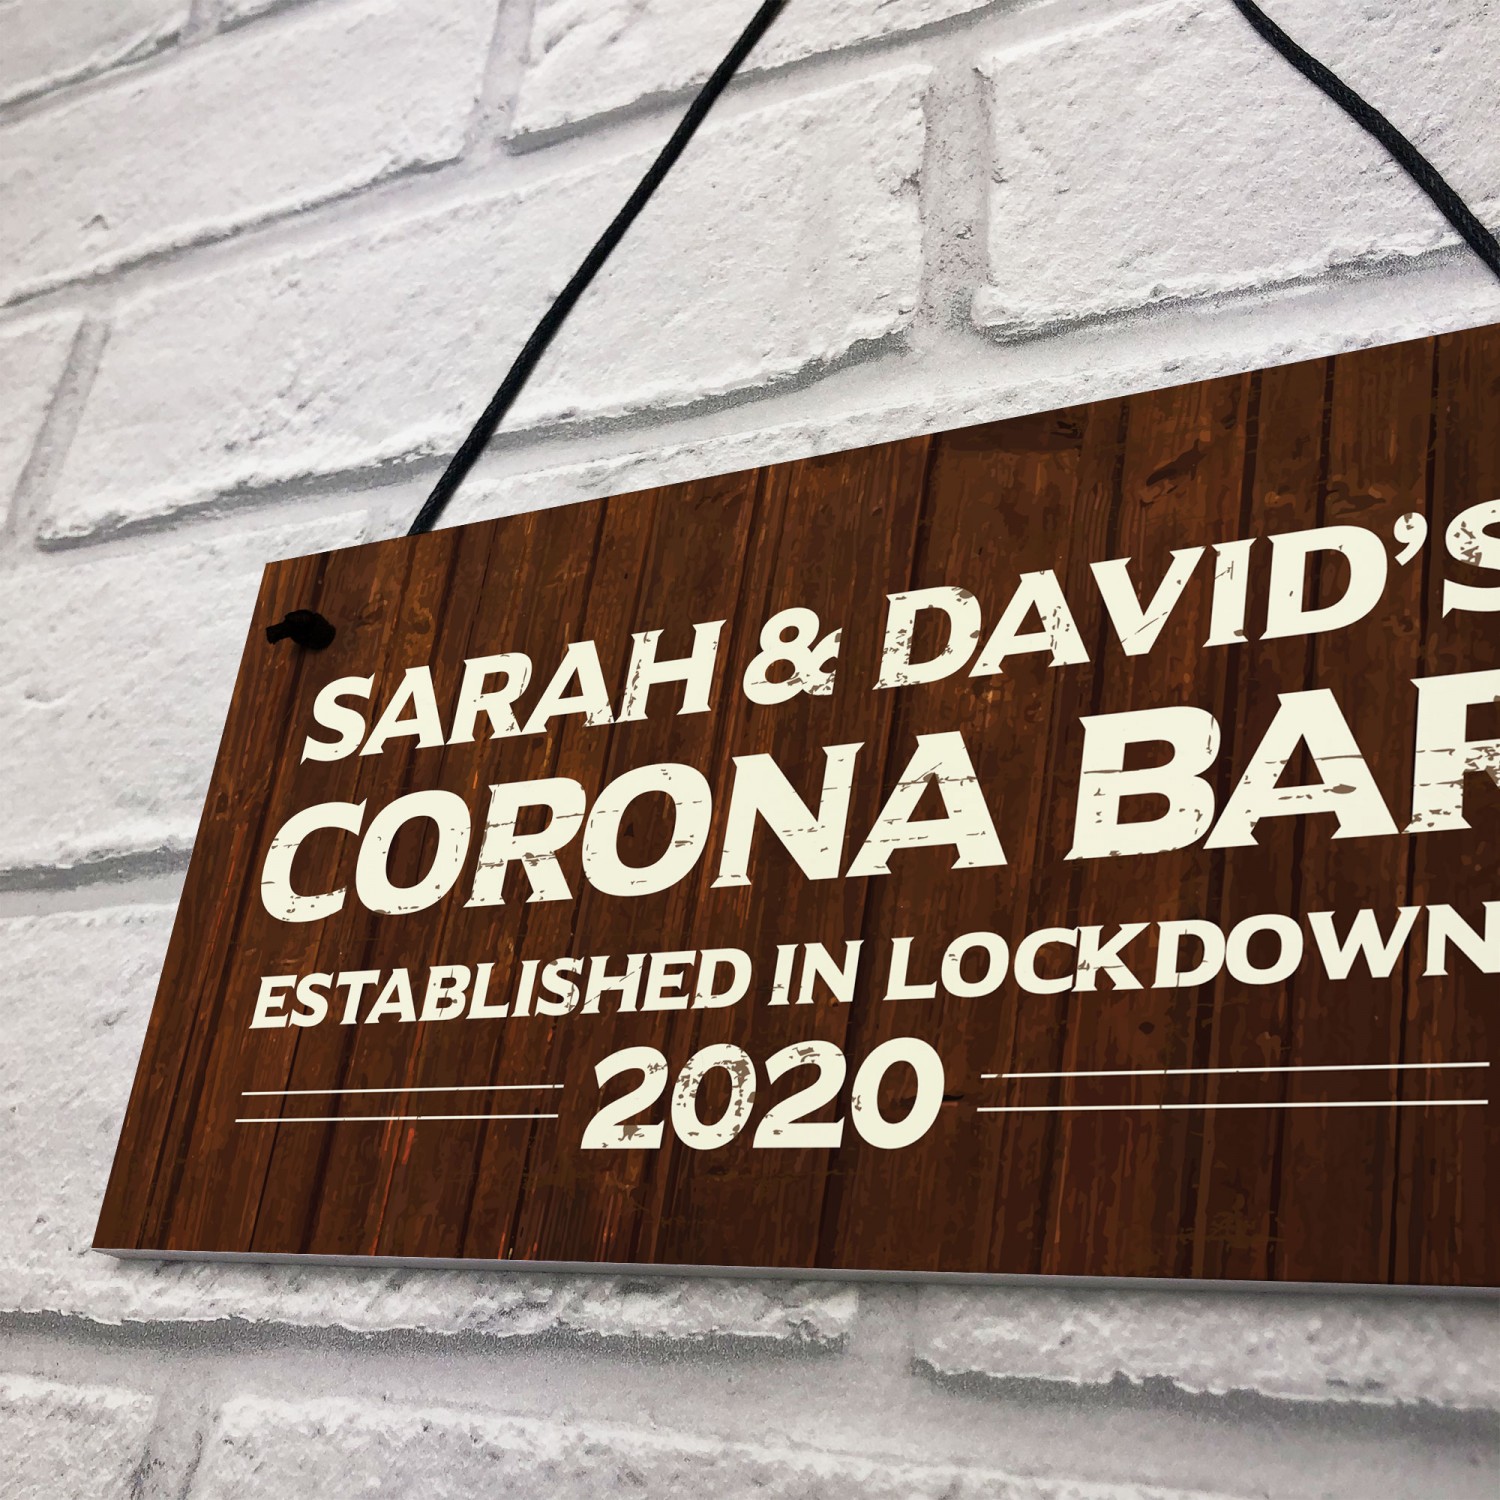 SARAH & DAVID'S
CORONA BAR
ESTABLISHED IN LOCKDOWN
2020